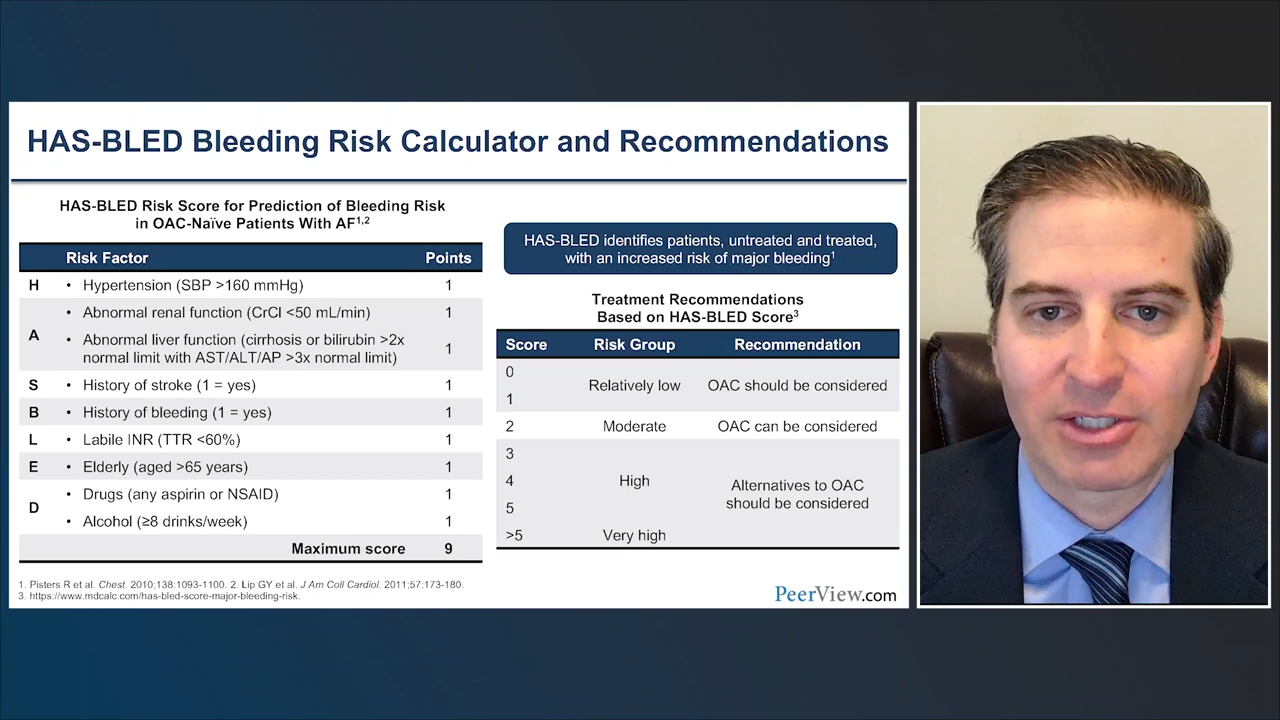 HAS-BLED Bleeding Risk Calculator and Recommendations
HAS-BLED Risk Score for Prediction of Bleeding Risk
in OAC-Naïve Patients With AF1,2
Risk Factor Points
H • Hypertension (SBP >160 mmHg) 1
A • Abnormal renal function (CrCl <50 mL/min) 1
• Abnormal liver function (cirrhosis or bilirubin >2x
normal limit with AST/ALT/AP >3x normal limit) 1
S • History of stroke (1 = yes) 1
B • History of bleeding (1 = yes) 1
L • Labile INR (TTR <60%) 1
E • Elderly (aged >65 years) 1
D • Drugs (any aspirin or NSAID) 1
• Alcohol (≥8 drinks/week) 1
Maximum score 9
HAS-BLED identifies patients, untreated and treated,
with an increased risk of major bleeding1
Treatment Recommendations
Based on HAS-BLED Score3
Score Risk Group Recommendation
0
Relatively low OAC should be considered
1
2 Moderate OAC can be considered
3
4 High Alternatives to OAC
should be considered
5
>5 Very high
1. Pisters R et al. Chest. 2010;138:1093-1100. 2. Lip GY et al. J Am Coll Cardiol. 2011;57:173-180.
3. https://www.mdcalc.com/has-bled-score-major-bleeding-risk.
PeerView.com